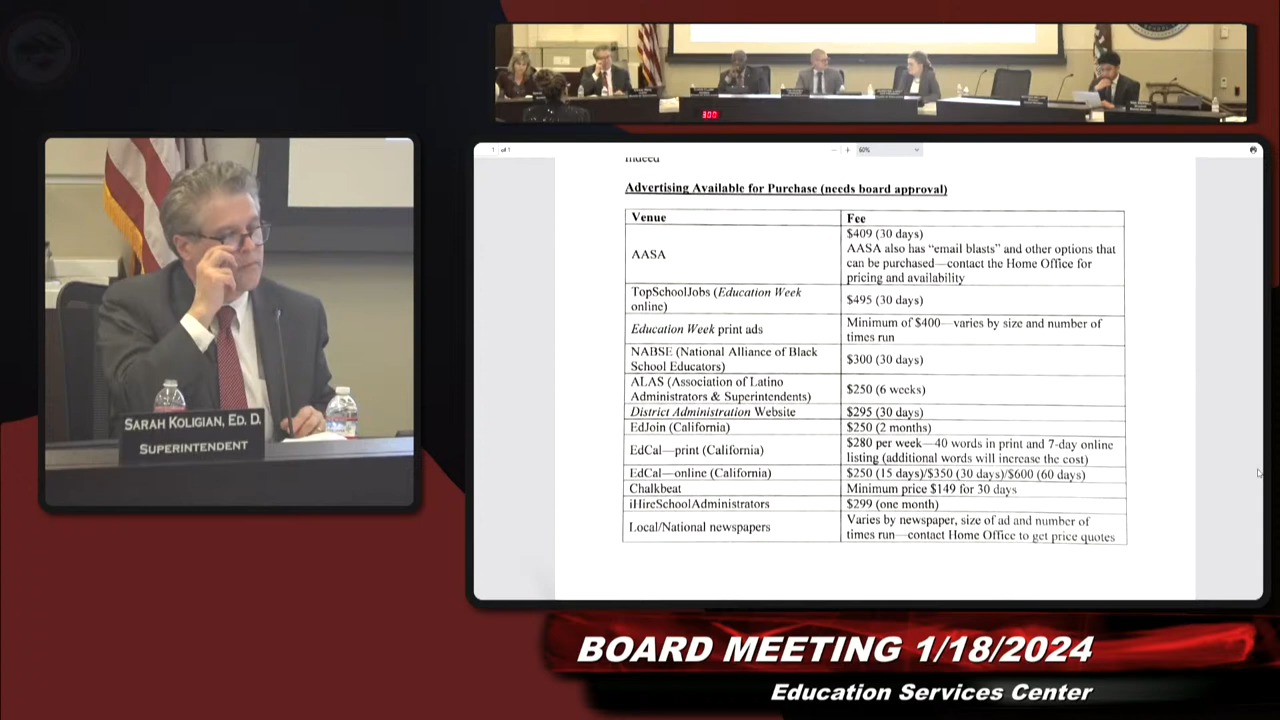 300
1 of 1
60%
Indeed
Advertising Available for Purchase (needs board approval)
Venue
Fee
AASA
$409 (30 days)
AASA also has “email blasts” and other options that
can be purchased—contact the Home Office for
pricing and availability
TopSchoolJobs (Education Week
online)
$495 (30 days)
Education Week print ads
Minimum of $400—varies by size and number of
times run
NABSE (National Alliance of Black
School Educators)
$300 (30 days)
ALAS (Association of Latino
Administrators & Superintendents)
$250 (6 weeks)
District Administration Website
$295 (30 days)
EdJoin (California)
$250 (2 months)
EdCal—print (California)
$280 per week—40 words in print and 7-day online
listing (additional words will increase the cost)
EdCal—online (California)
$250 (15 days)/$350 (30 days)/$600 (60 days)
Chalkbeat
Minimum price $149 for 30 days
iHireSchoolAdministrators
$299 (one month)
Local/National newspapers
Varies by newspaper, size of ad and number of
times run—contact Home Office to get price quotes
SARAH KOLIGIAN, ED. D.
SUPERINTENDENT
BOARD MEETING 1/18/2024
Education Services Center